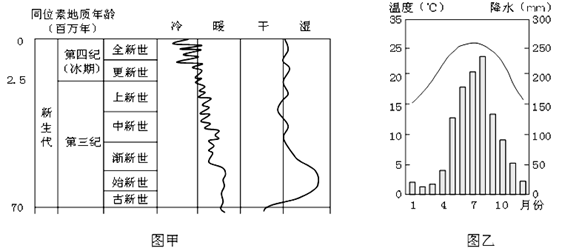 同位素地质年龄
(百万年)
冷 暖 干 湿
0
2.5
70
新生代
第四纪
(冰期)
第三纪
全新世
更新世
上新世
中新世
渐新世
始新世
古新世
图甲
温度(℃) 降水(mm)
35 300
30 250
25 200
20
15 150
10 100
5 50
0 0
1 4 7 10 月份
图乙